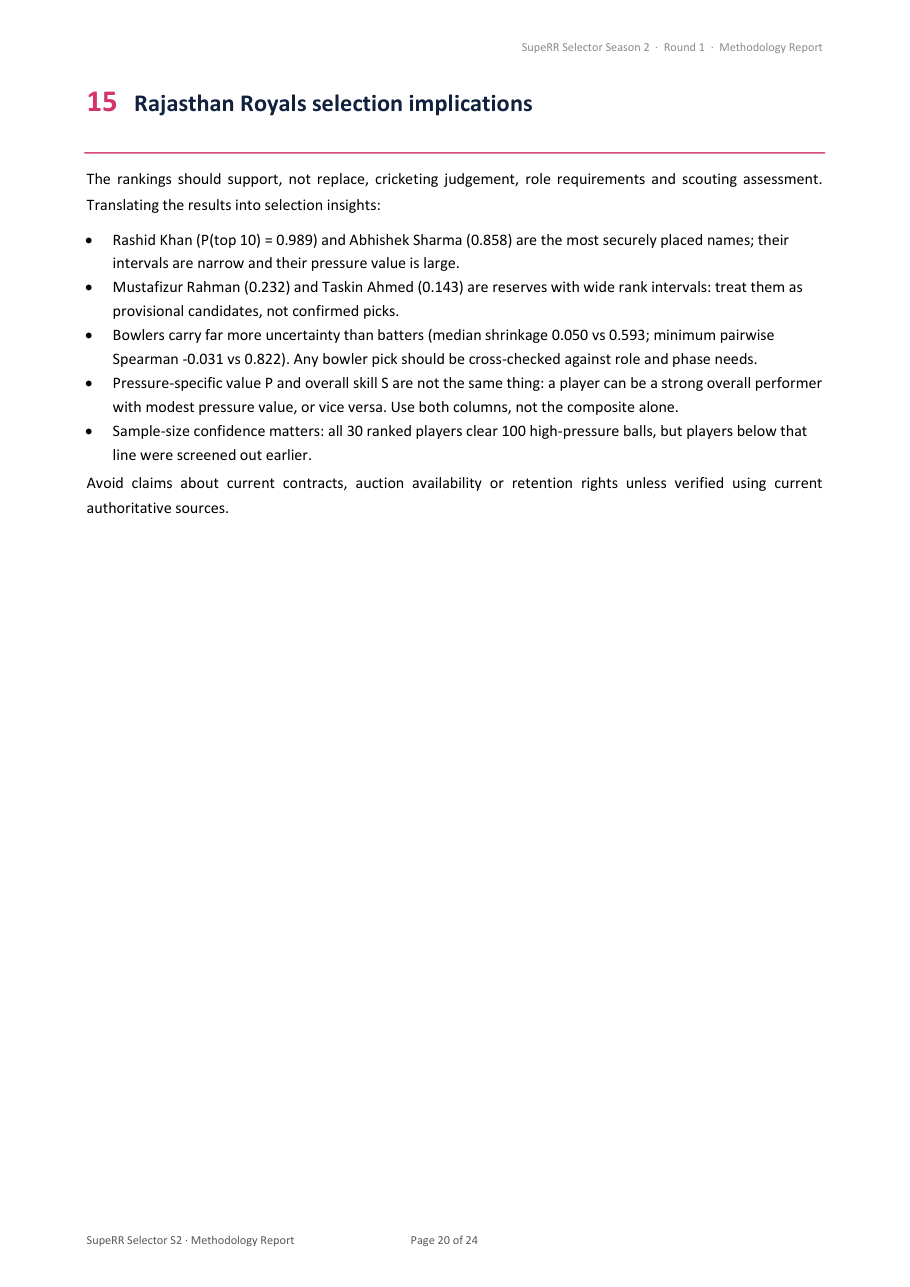 SupeRR Selector Season 2 · Round 1 · Methodology Report
15 Rajasthan Royals selection implications
The rankings should support, not replace, cricketing judgement, role requirements and scouting assessment.
Translating the results into selection insights:
• Rashid Khan (P(top 10) = 0.989) and Abhishek Sharma (0.858) are the most securely placed names; their
intervals are narrow and their pressure value is large.
• Mustafizur Rahman (0.232) and Taskin Ahmed (0.143) are reserves with wide rank intervals: treat them as
provisional candidates, not confirmed picks.
• Bowlers carry far more uncertainty than batters (median shrinkage 0.050 vs 0.593; minimum pairwise
Spearman -0.031 vs 0.822). Any bowler pick should be cross-checked against role and phase needs.
• Pressure-specific value P and overall skill S are not the same thing: a player can be a strong overall performer
with modest pressure value, or vice versa. Use both columns, not the composite alone.
• Sample-size confidence matters: all 30 ranked players clear 100 high-pressure balls, but players below that
line were screened out earlier.
Avoid claims about current contracts, auction availability or retention rights unless verified using current
authoritative sources.
SupeRR Selector S2 · Methodology Report Page 20 of 24